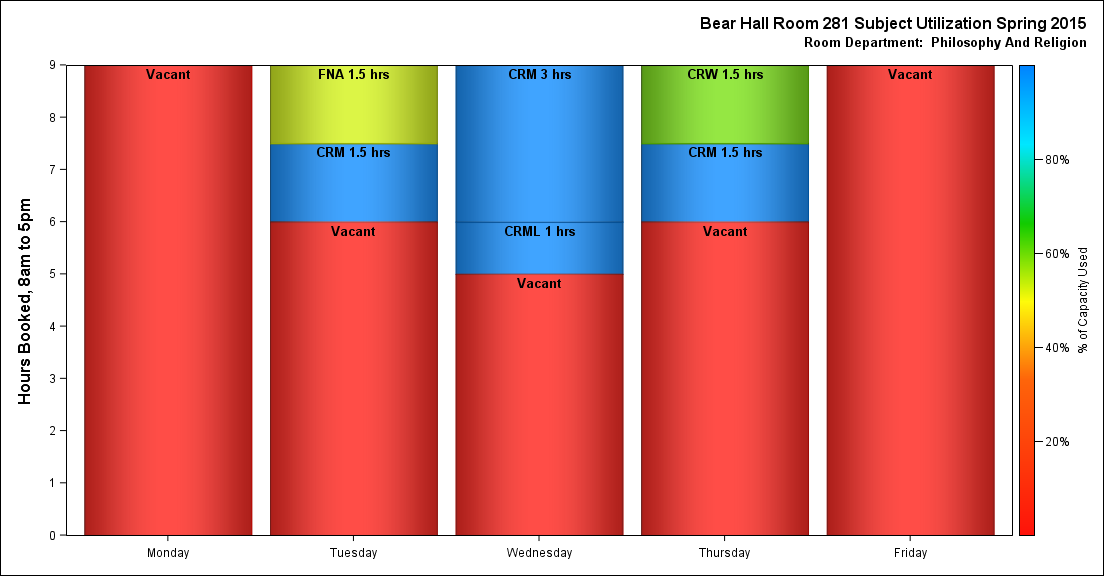 Bear Hall Room 281 Subject Utilization Spring 2015
Room Department:  Philosophy And Religion
Hours Booked, 8am to 5pm
9
8
7
6
5
4
3
2
1
0
Vacant
FNA 1.5 hrs
CRM 1.5 hrs
Vacant
CRM 3 hrs
CRML 1 hrs
Vacant
CRW 1.5 hrs
CRM 1.5 hrs
Vacant
Vacant
Monday
Tuesday
Wednesday
Thursday
Friday
80%
60%
40%
20%
% of Capacity Used